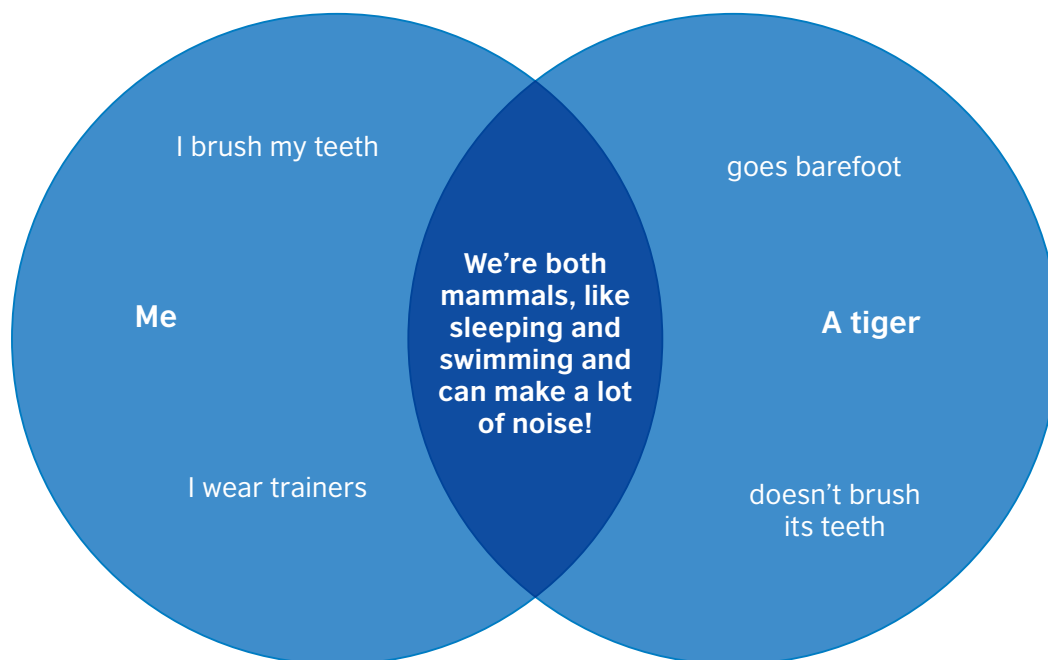 I brush my teeth
Me
I wear trainers
We’re both
mammals, like
sleeping and
swimming and
can make a lot
of noise!
goes barefoot
A tiger
doesn’t brush
its teeth